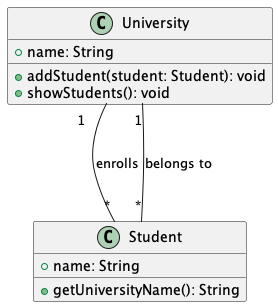 C University
name: String
addStudent(student: Student): void
showStudents(): void
1 1
enrolls belongs to
* *
C Student
name: String
getUniversityName(): String